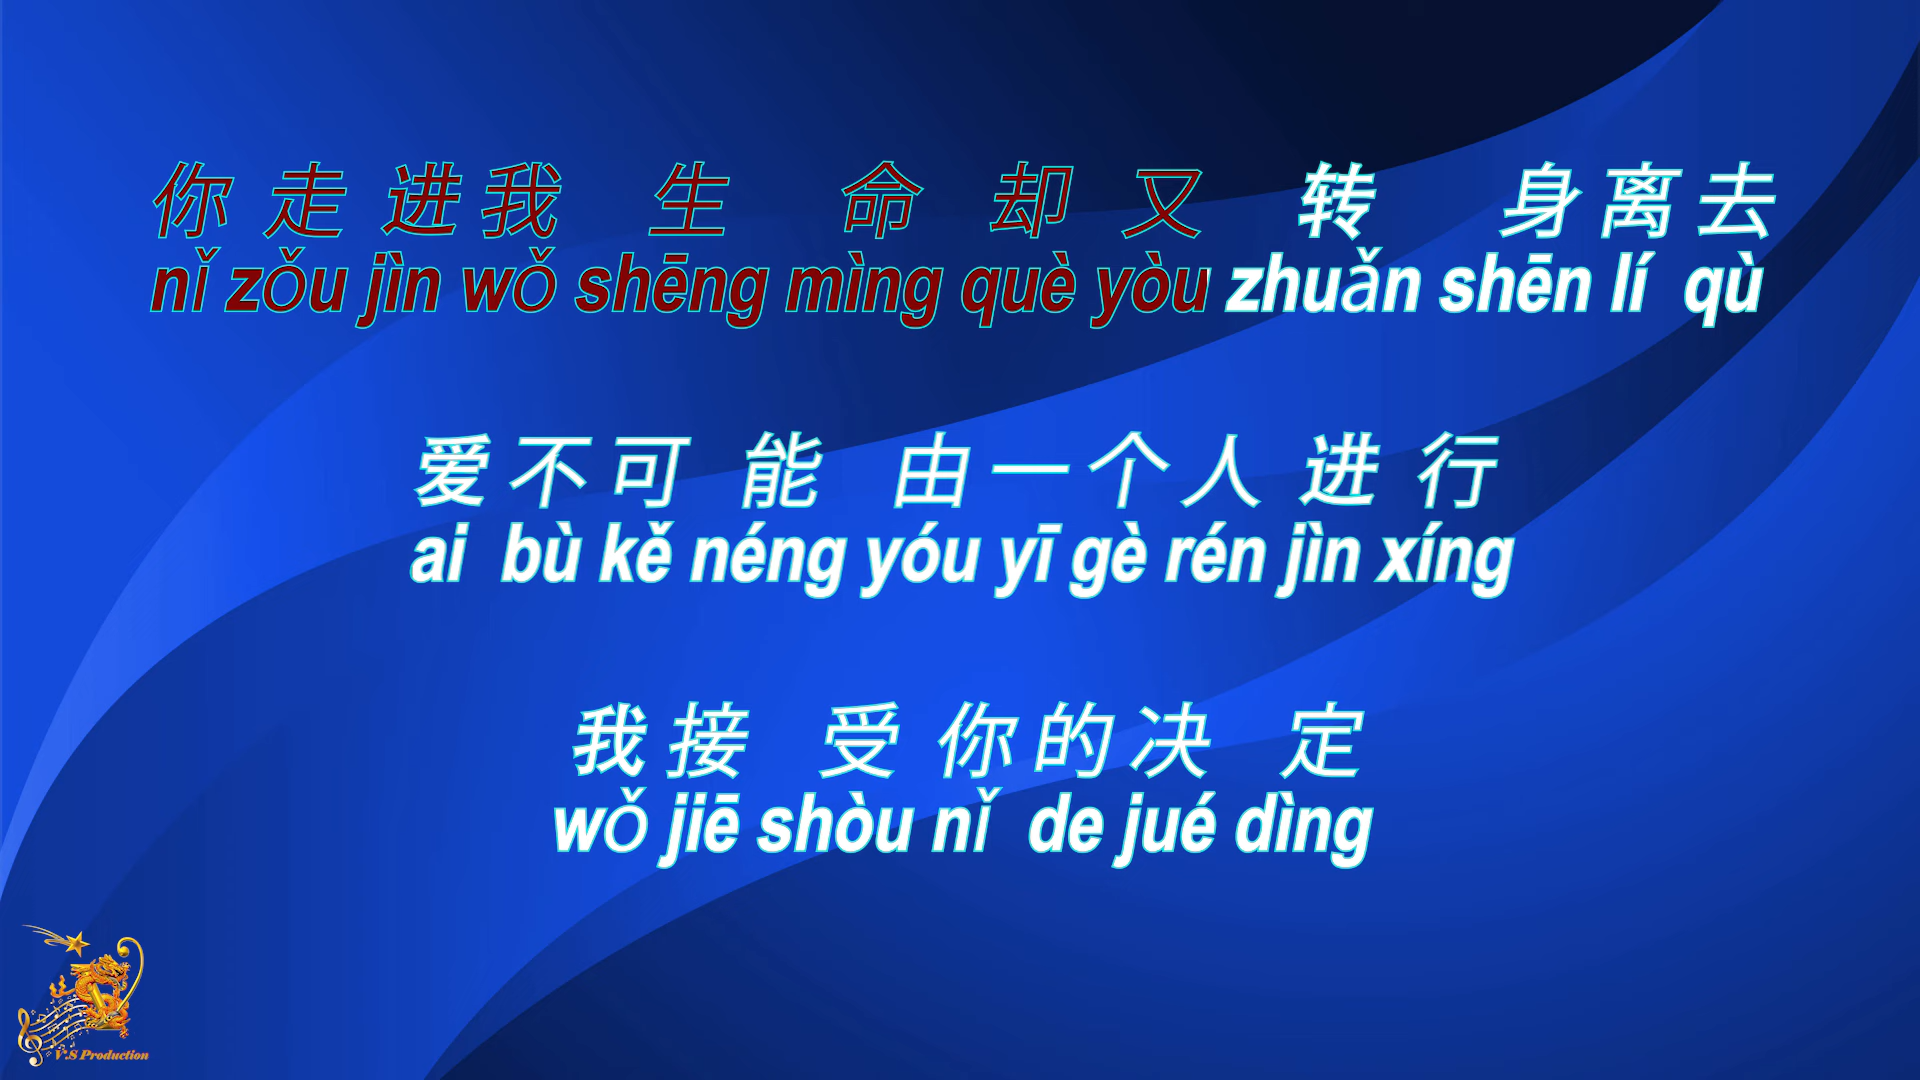 你走进我生命却又转身离去
nǐ zǒu jìn wǒ shēng mìng què yòu zhuǎn shēn lí qù
爱不可能由一个人进行
ai bù kě néng yóu yī gè rén jìn xíng
我接受你的决定
wǒ jiē shòu nǐ de jué dìng
V.S Production